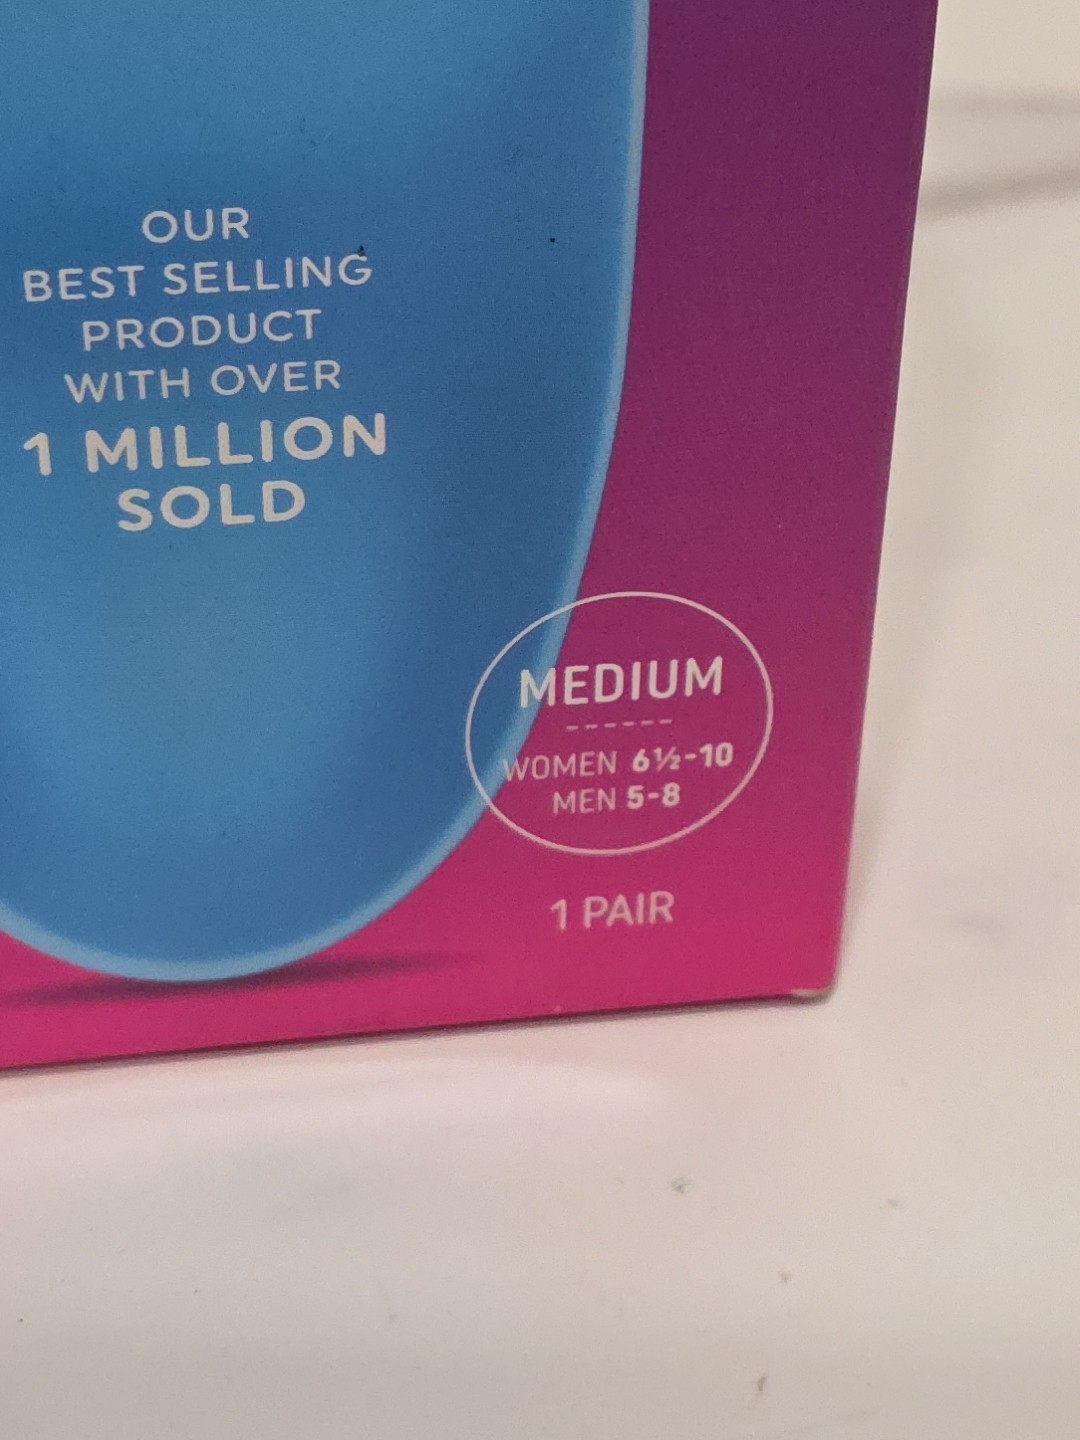 OUR
BEST SELLING
PRODUCT
WITH OVER
1 MILLION
SOLD
MEDIUM
WOMEN 6½-10
MEN 5-8
1 PAIR